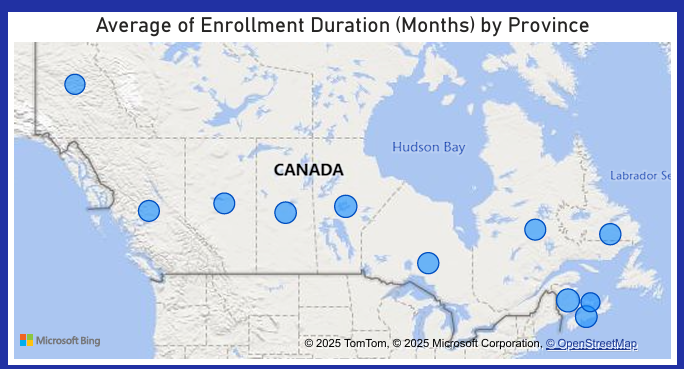 Average of Enrollment Duration (Months) by Province
Hudson Bay
CANADA
Labrador Se
Microsoft Bing
© 2025 TomTom, © 2025 Microsoft Corporation, © OpenStreetMap